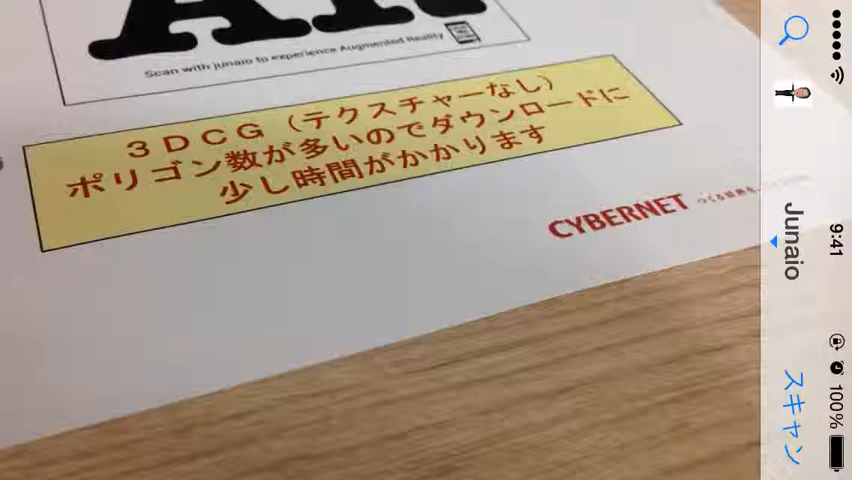 AR
Scan with junaio to experience Augmented Reality
3DCG（テクスチャーなし）
ポリゴン数が多いのでダウンロードに
少し時間がかかります
CYBERNET
9:41
100%
Junaio
スキャン